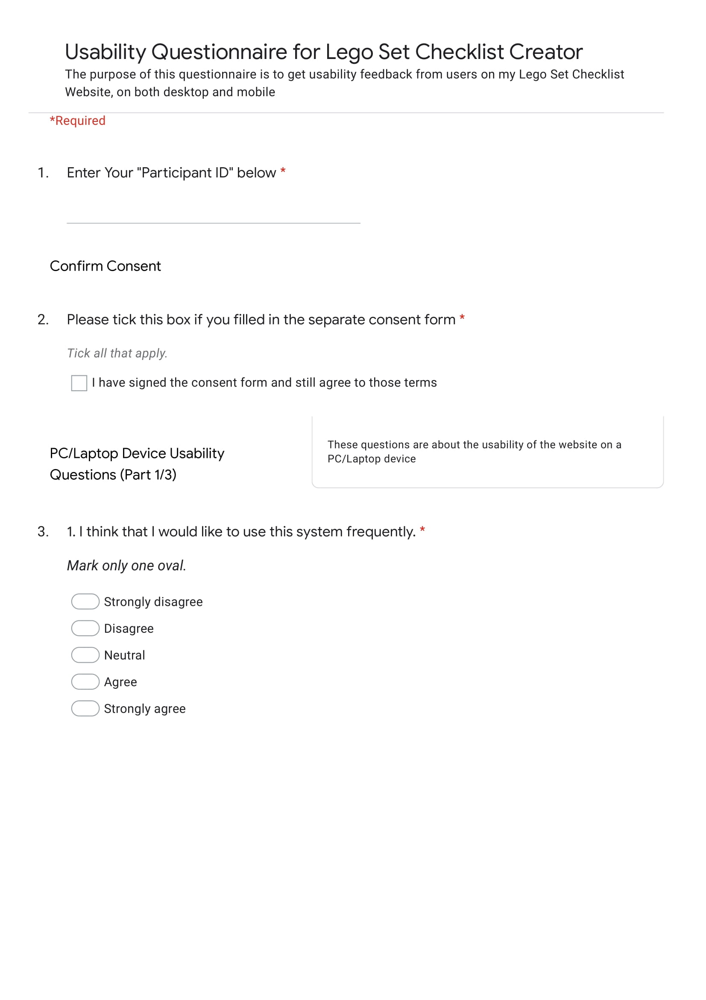 Usability Questionnaire for Lego Set Checklist Creator
The purpose of this questionnaire is to get usability feedback from users on my Lego Set Checklist
Website, on both desktop and mobile
*Required
1. Enter Your "Participant ID" below *
Confirm Consent
2. Please tick this box if you filled in the separate consent form *
Tick all that apply.
I have signed the consent form and still agree to those terms
PC/Laptop Device Usability
Questions (Part 1/3)
These questions are about the usability of the website on a
PC/Laptop device
3. 1. I think that I would like to use this system frequently. *
Mark only one oval.
Strongly disagree
Disagree
Neutral
Agree
Strongly agree